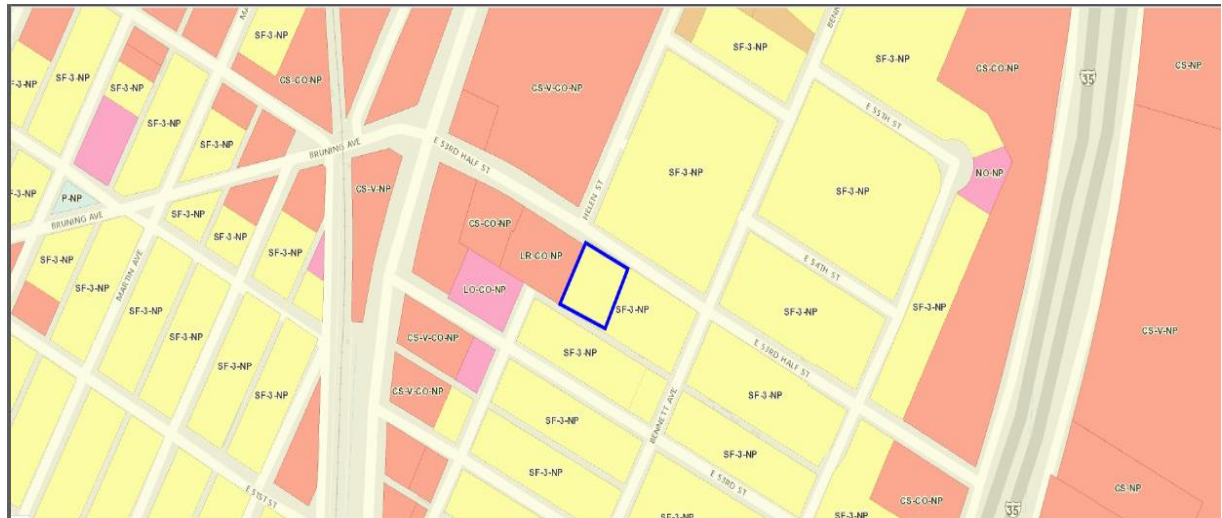 SF-3-NP
SF-3-NP
CS-CO-NP
CS-V-CO-NP
SF-3-NP
SF-3-NP
CS-CO-NP
CS-NP
35
SF-3-NP
SF-3-NP
SF-3-NP
E 55TH ST
BRUNING AVE
E 53RD HALF ST
SF-3-NP
SF-3-NP
SF-3-NP
NO-NP
P-NP
CS-V-NP
HELEN ST
SF-3-NP
BRUNING AVE
SF-3-NP
SF-3-NP
CS-CO-NP
LR-CO-NP
E 54TH ST
SF-3-NP
SF-3-NP
SF-3-NP
MARTIN AVE
LO-CO-NP
SF-3-NP
SF-3-NP
SF-3-NP
SF-3-NP
CS-V-CO-NP
SF-3-NP
E 53RD HALF ST
CS-V-NP
SF-3-NP
SF-3-NP
CS-V-CO-NP
SF-3-NP
BENNETT AVE
SF-3-NP
SF-3-NP
SF-3-NP
E 53RD ST
E 51ST ST
SF-3-NP
SF-3-NP
CS-CO-NP
35
CS-NP